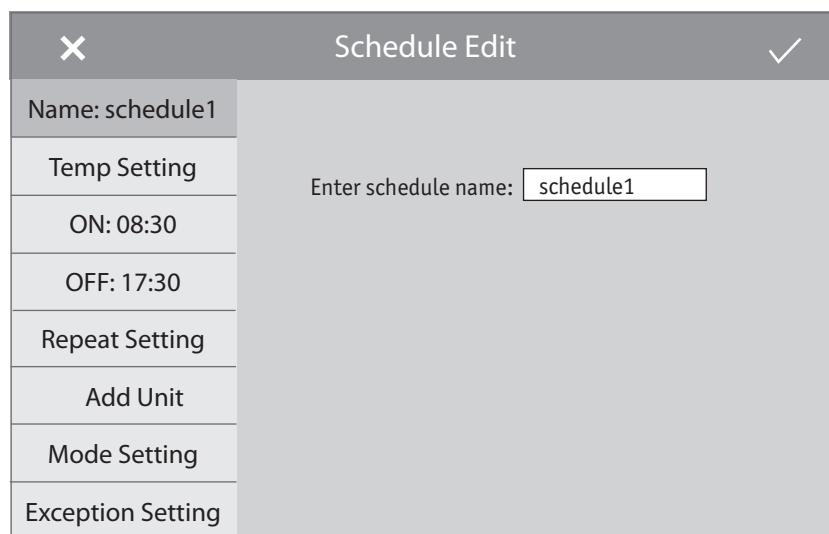 Schedule Edit
Name: schedule1
Temp Setting
Enter schedule name: schedule1
ON: 08:30
OFF: 17:30
Repeat Setting
Add Unit
Mode Setting
Exception Setting